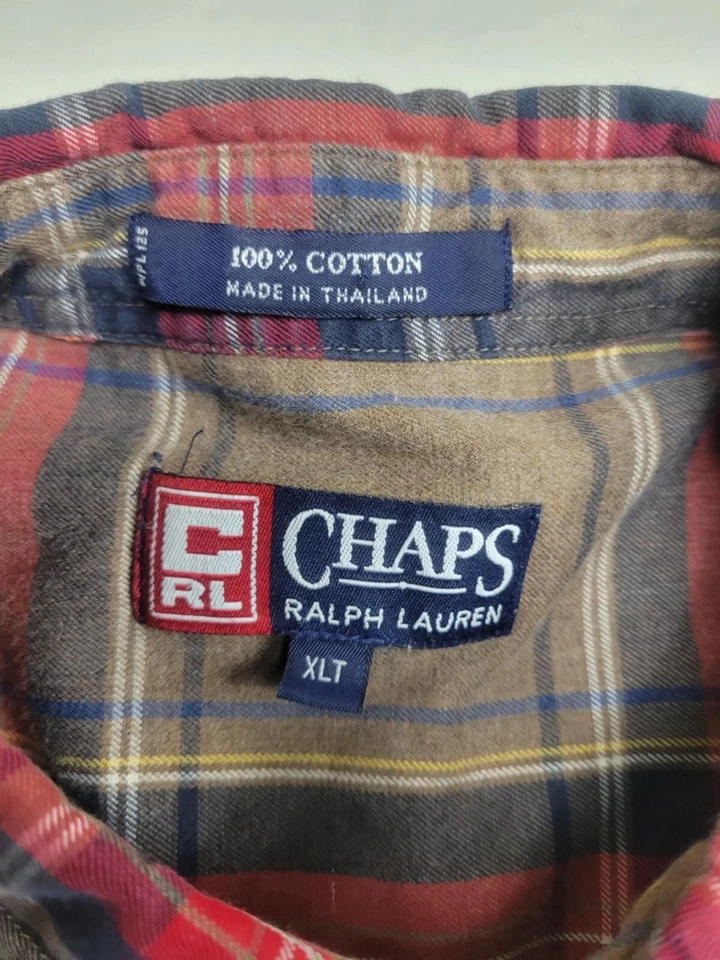 100% COTTON
MADE IN THAILAND
C
RL
CHAPS
RALPH LAUREN
XLT